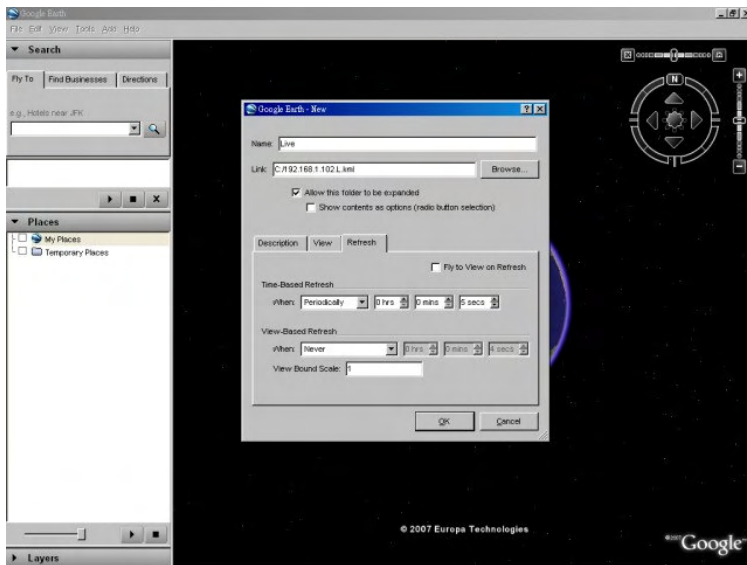 Google Earth
File Edit View Tools Add Help
Search
Fly To
Find Businesses
Directions
e.g., Hotels near JFK
Places
My Places
Temporary Places
Layers
Google Earth - New
Name: Live
Link: C:/192.168.1.102.L.kml
Browse...
Allow this folder to be expanded
Show contents as options (radio button selection)
Description
View
Refresh
Fly to View on Refresh
Time-Based Refresh
When: Periodically 0 hrs 0 mins 5 secs
View-Based Refresh
When: Never 0 hrs 0 mins 4 secs
View Bound Scale: 1
OK
Cancel
N
© 2007 Europa Technologies
©2007 Google™